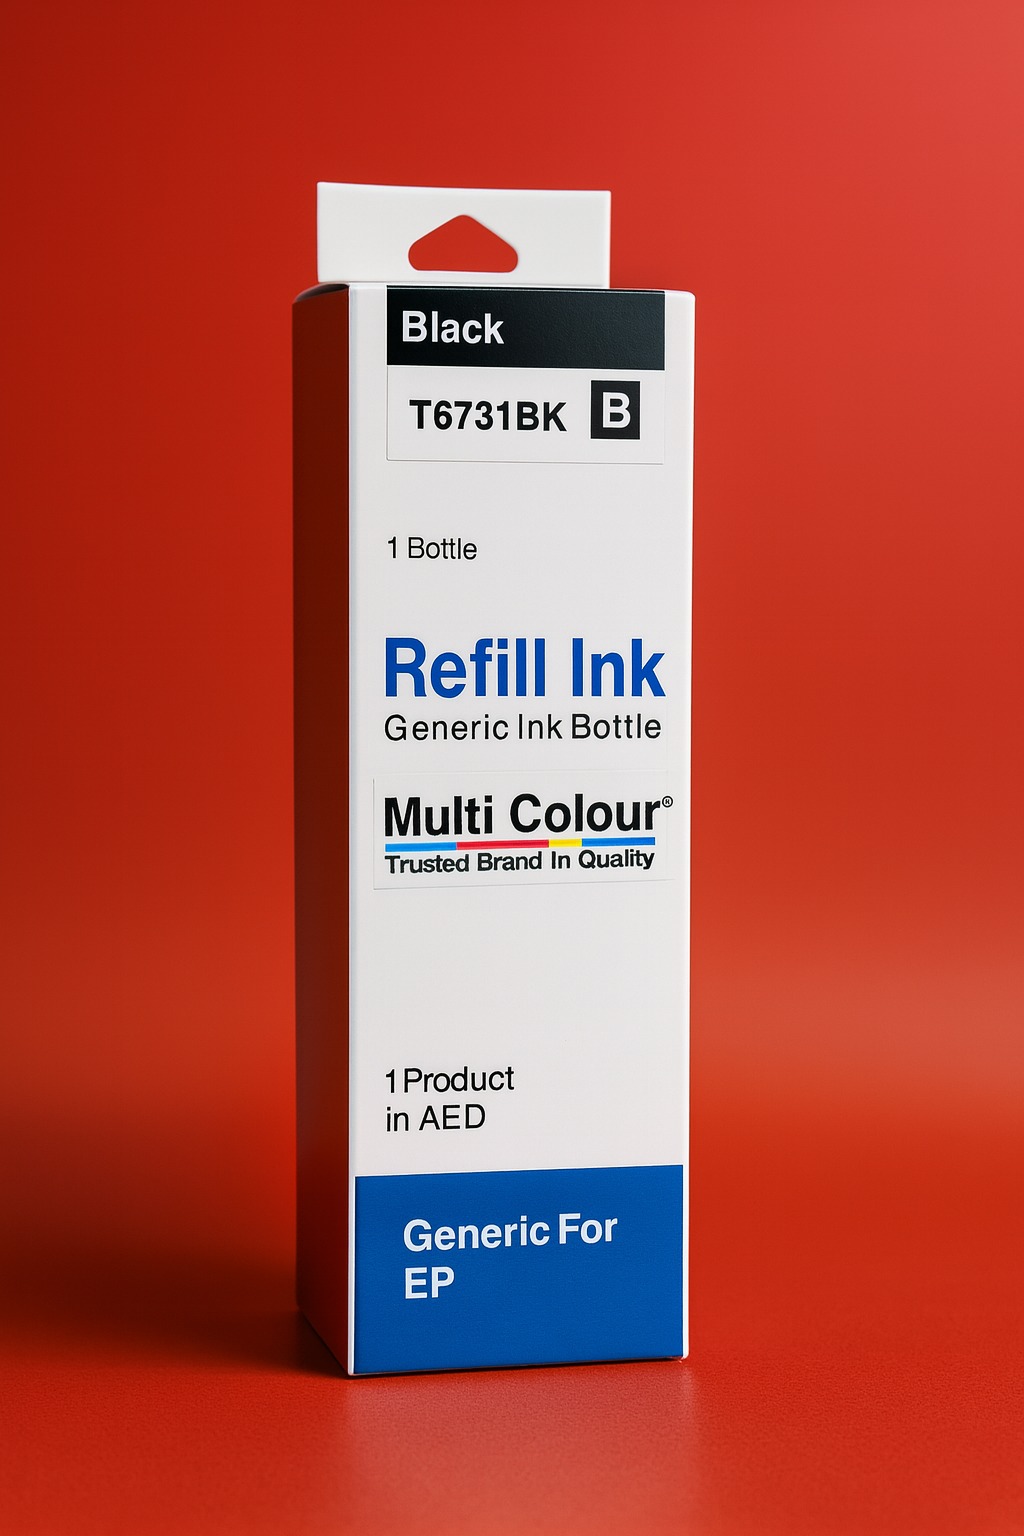 Black
T6731BK B
1 Bottle
Refill Ink
Generic Ink Bottle
Multi Colour®
Trusted Brand In Quality
1 Product
in AED
Generic For
EP